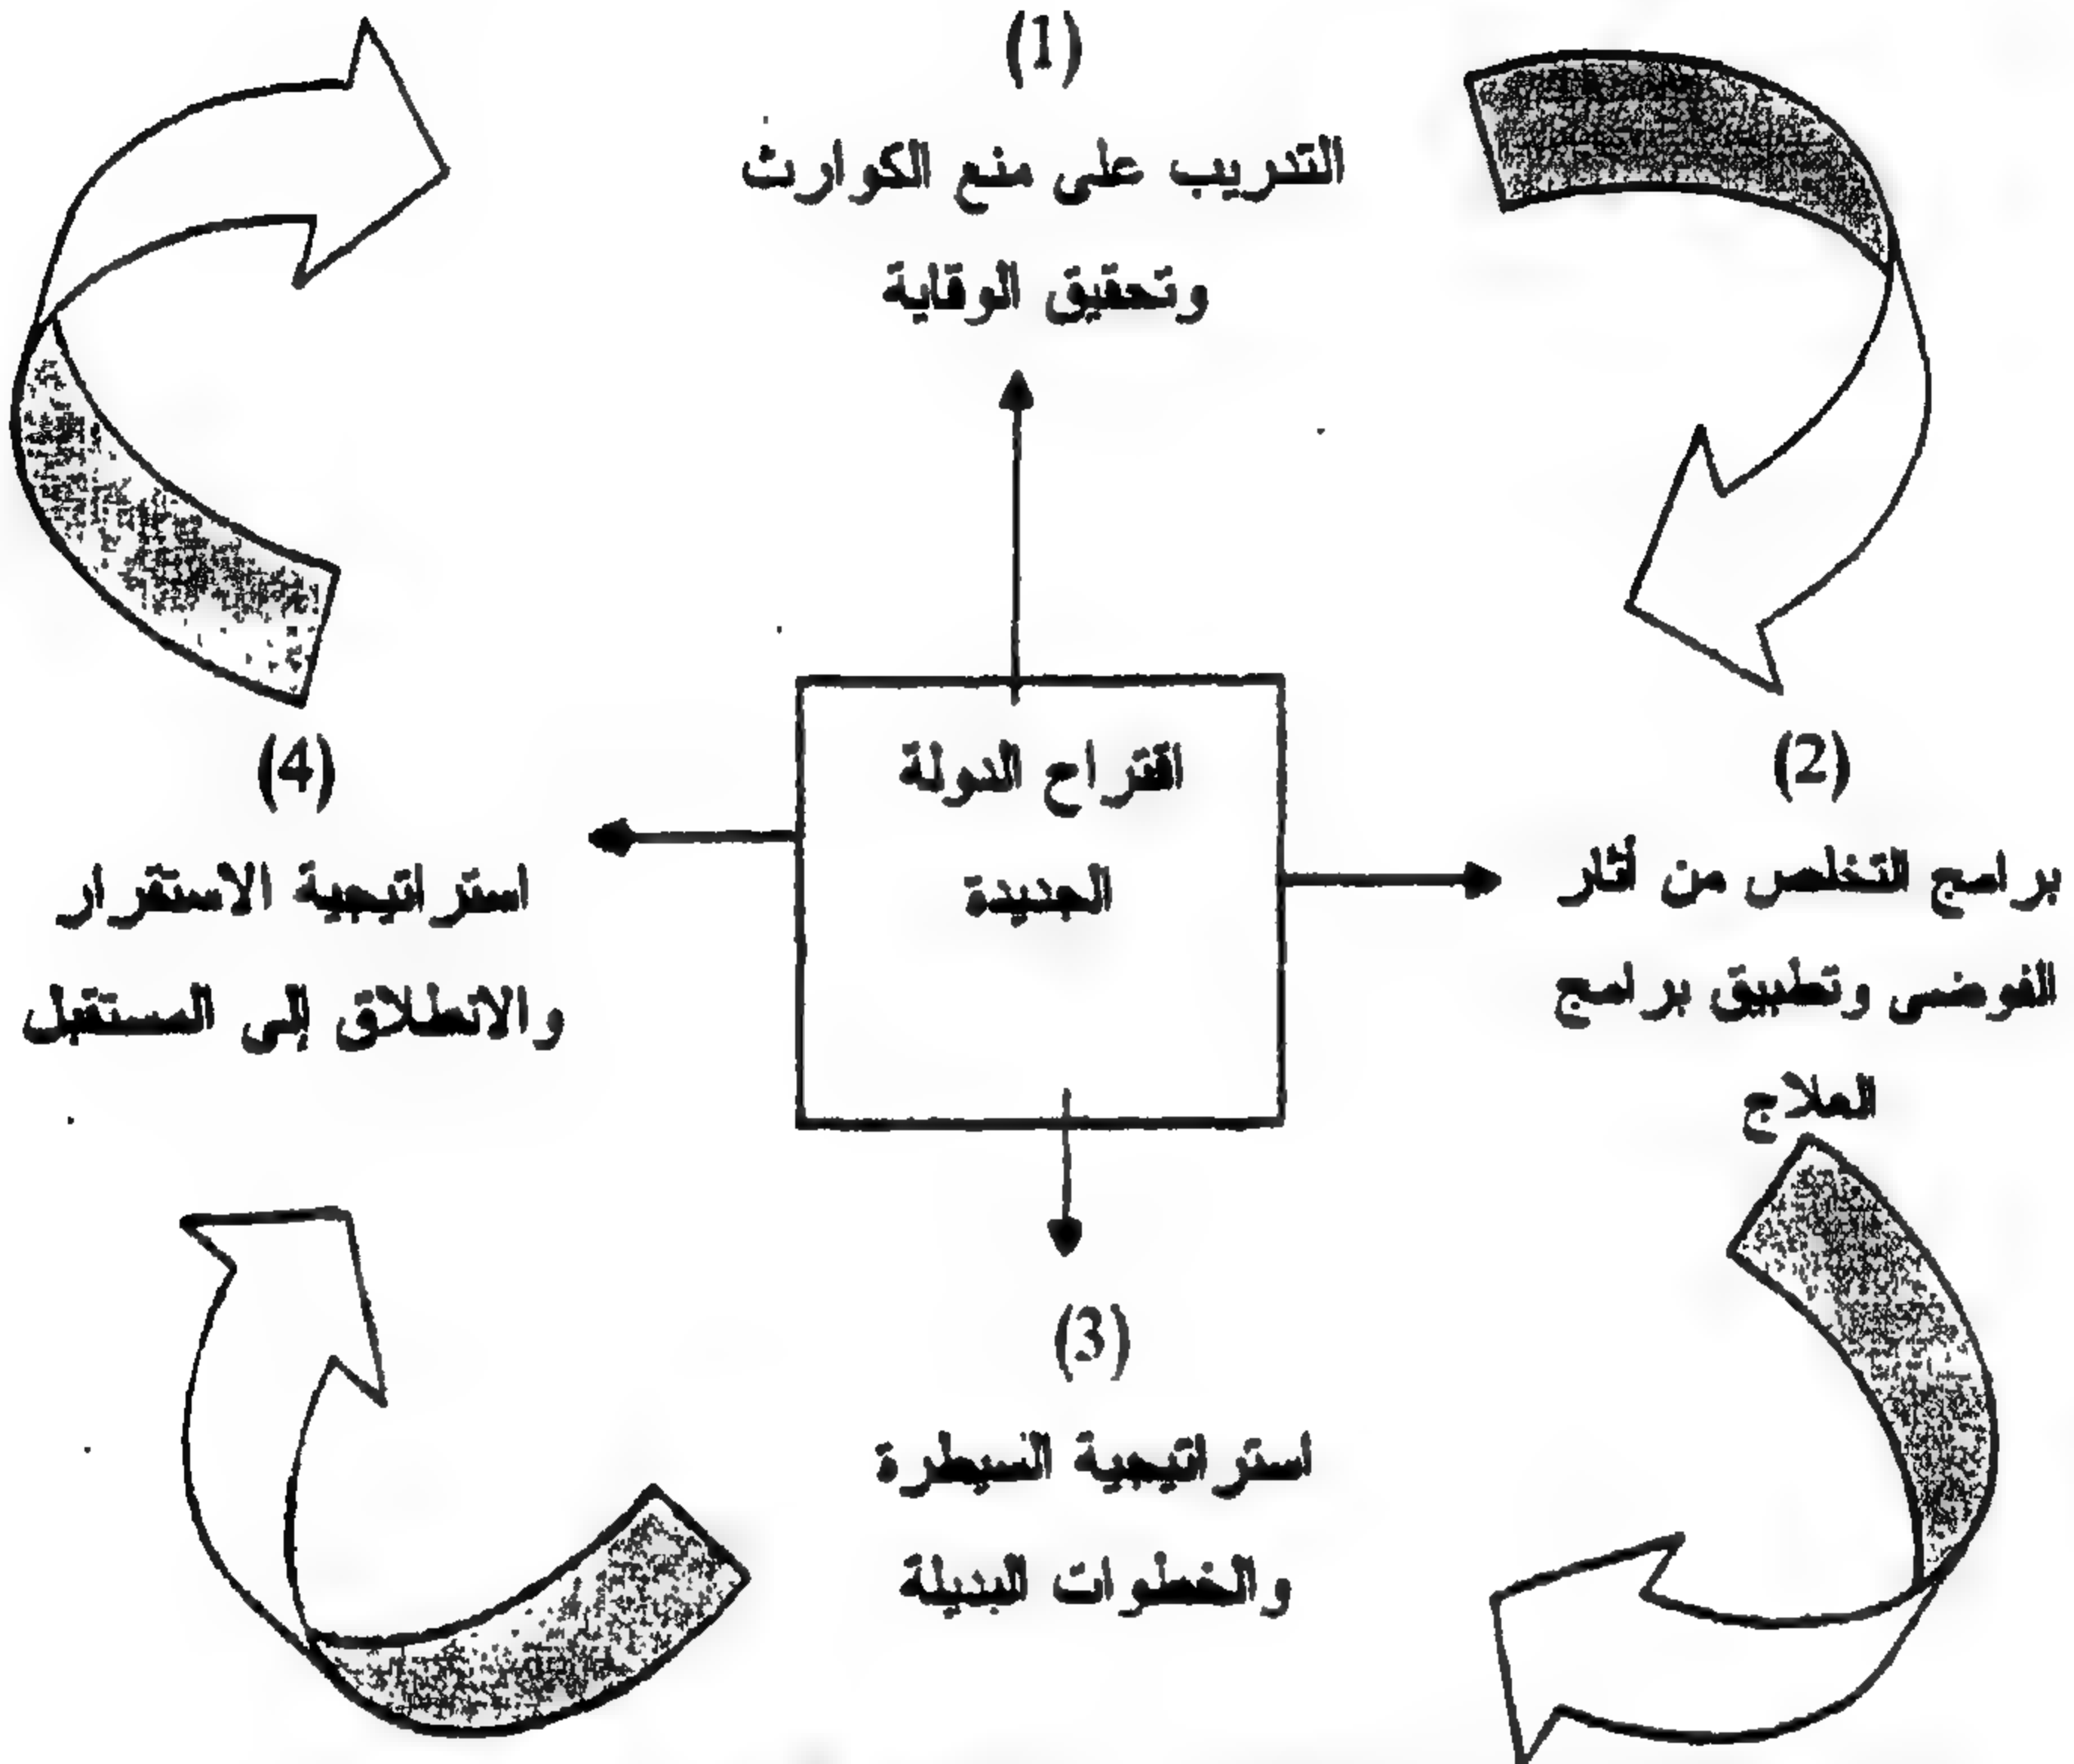 (1)
التدريب على منع الكوارث
وتحقيق الوقاية
اقتراح الدولة
الجديدة
(2)
برامج التخلص من آثار
الفوضى وتطبيق برامج
العلاج
(3)
استراتيجية السيطرة
والخطوات البديلة
(4)
استراتيجية الاستقرار
والانطلاق إلى المستقبل